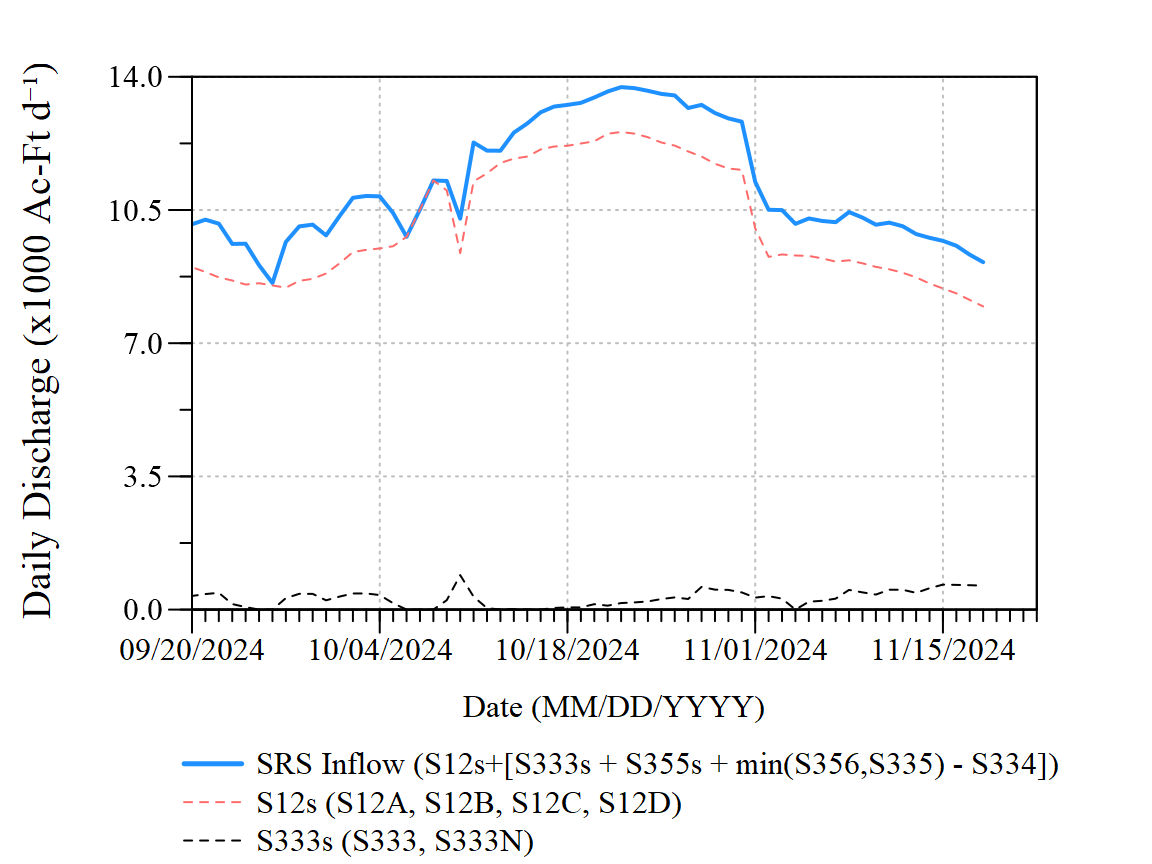 Daily Discharge (x1000 Ac-Ft d⁻¹)
14.0
10.5
7.0
3.5
0.0
09/20/2024 10/04/2024 10/18/2024 11/01/2024 11/15/2024
Date (MM/DD/YYYY)
SRS Inflow (S12s+[S333s + S355s + min(S356,S335) - S334])
S12s (S12A, S12B, S12C, S12D)
S333s (S333, S333N)